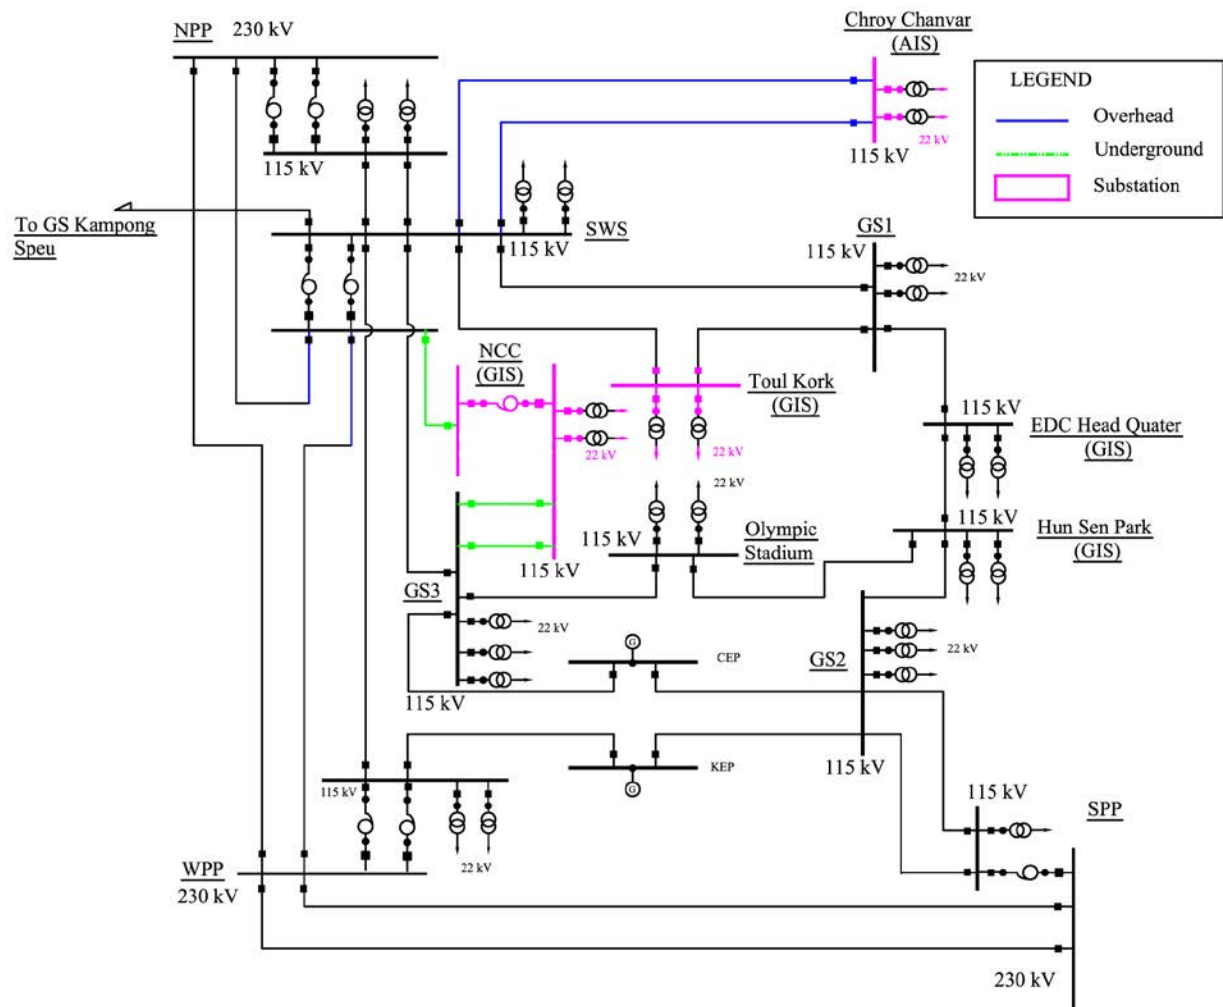 NPP 230 kV
Chroy Chanvar
(AIS)
LEGEND
Overhead
Underground
Substation
115 kV
22 kV
115 kV
To GS Kampong
Speu
115 kV
SWS
GS1
115 kV
22 kV
NCC
(GIS)
Toul Kork
(GIS)
22 kV
22 kV
22 kV
115 kV
EDC Head Quater
(GIS)
115 kV
Hun Sen Park
(GIS)
115 kV
Olympic
Stadium
115 kV
GS3
22 kV
115 kV
G
CEP
GS2
22 kV
115 kV
KEP
G
115 kV
22 kV
WPP
230 kV
115 kV
SPP
230 kV